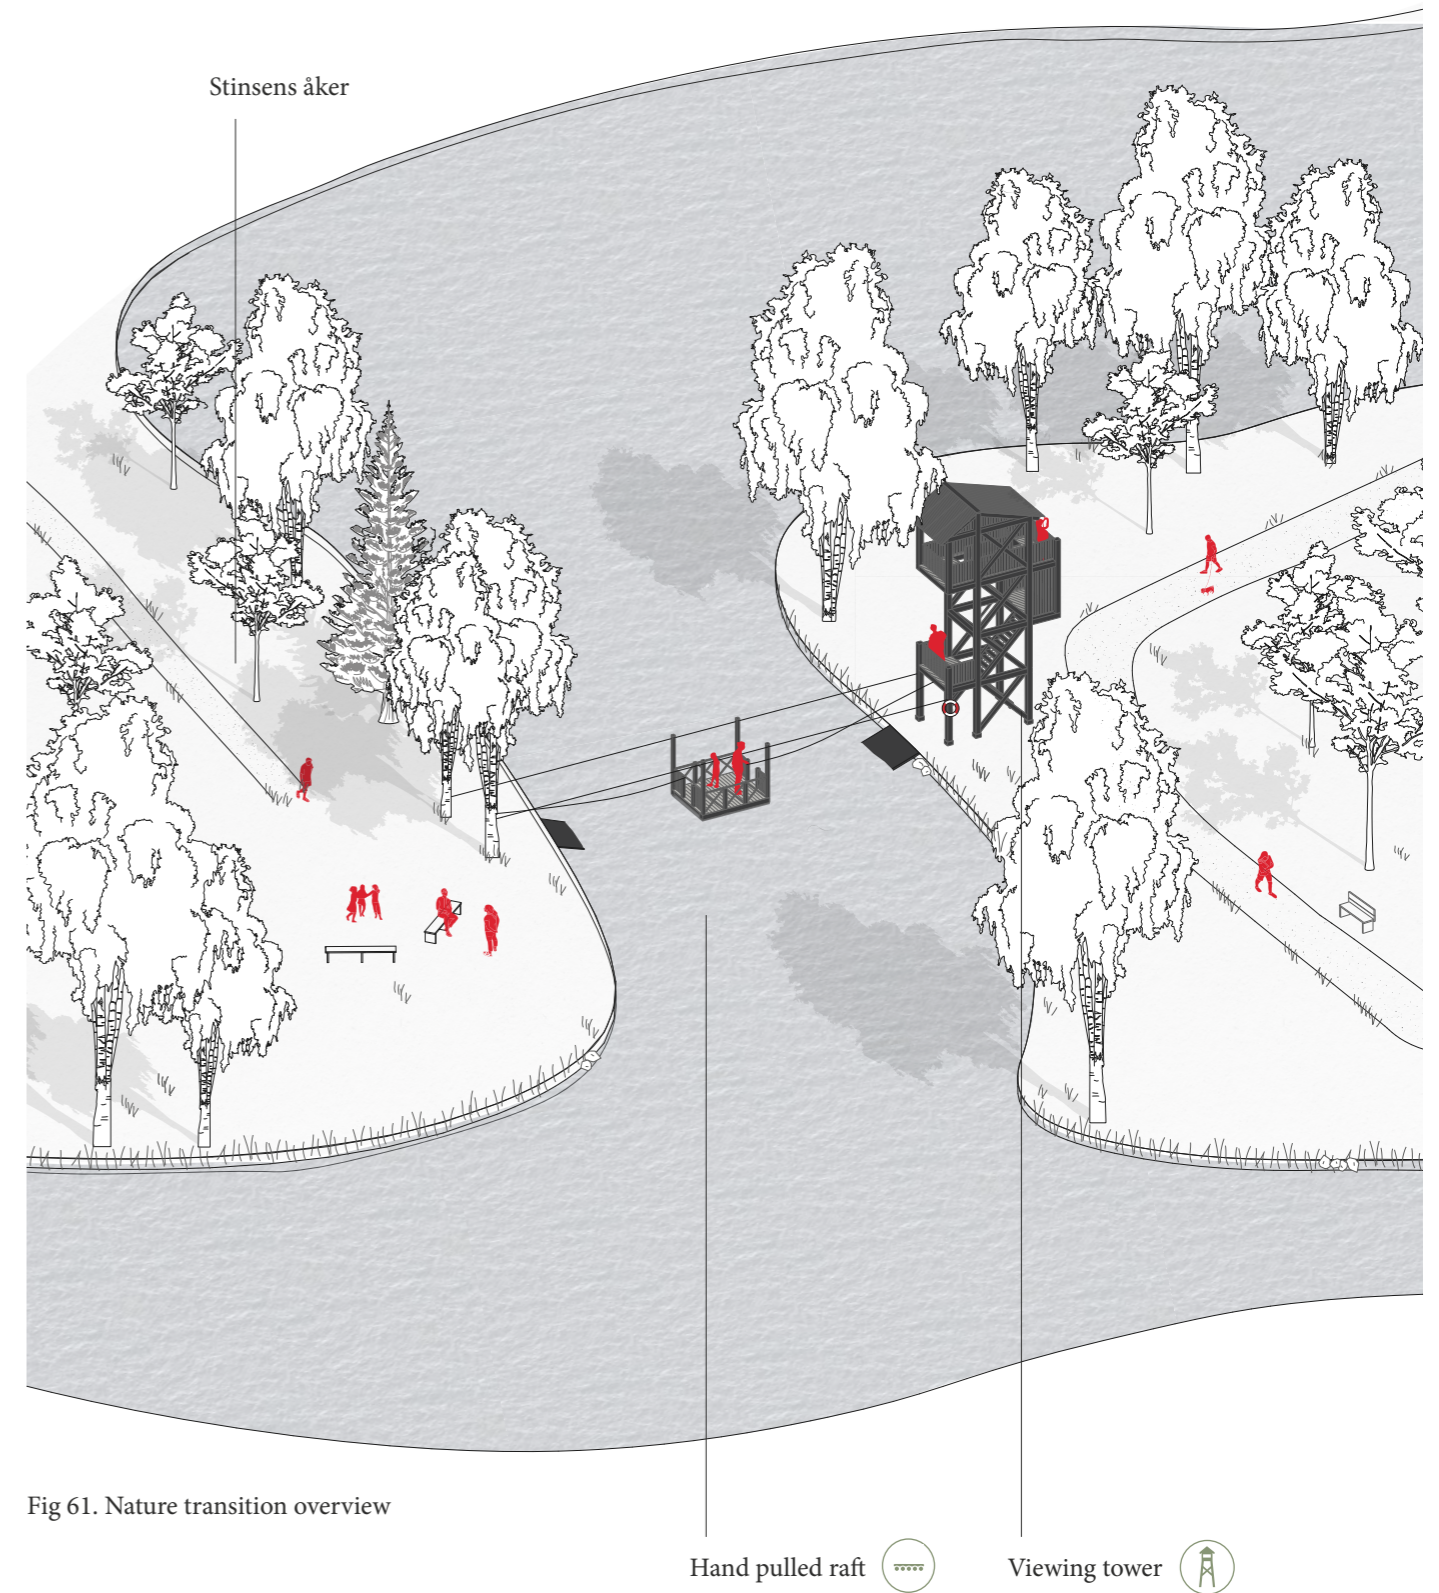 Stinsens åker
Fig 61. Nature transition overview
Hand pulled raft
Viewing tower